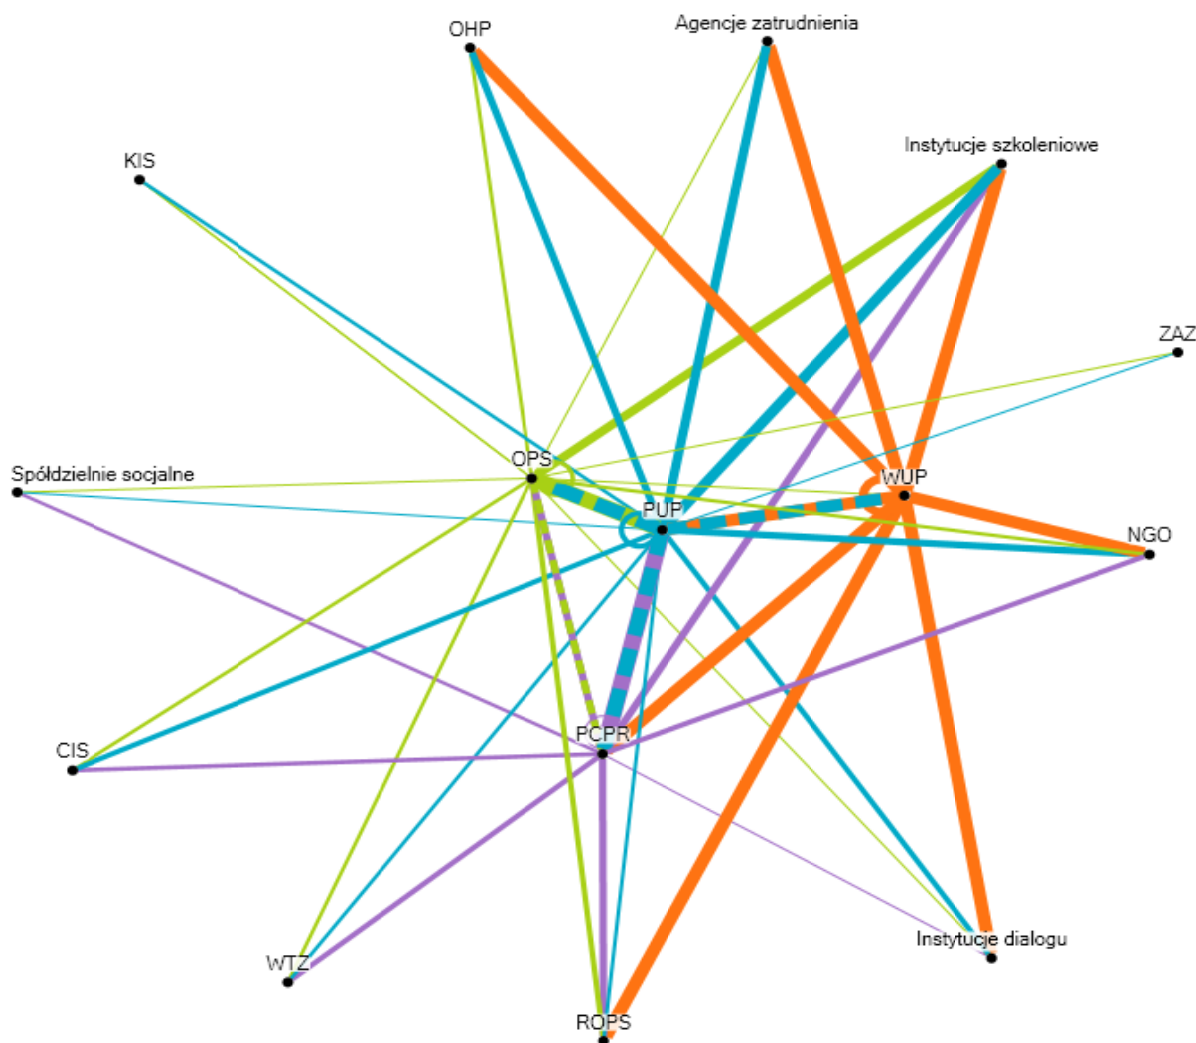 Agencje zatrudnienia
OHP
Instytucje szkoleniowe
KIS
ZAZ
OPS
Spółdzielnie socjalne
WUP
PUP
NGO
PCPR
CIS
Instytucje dialogu
WTZ
ROPS